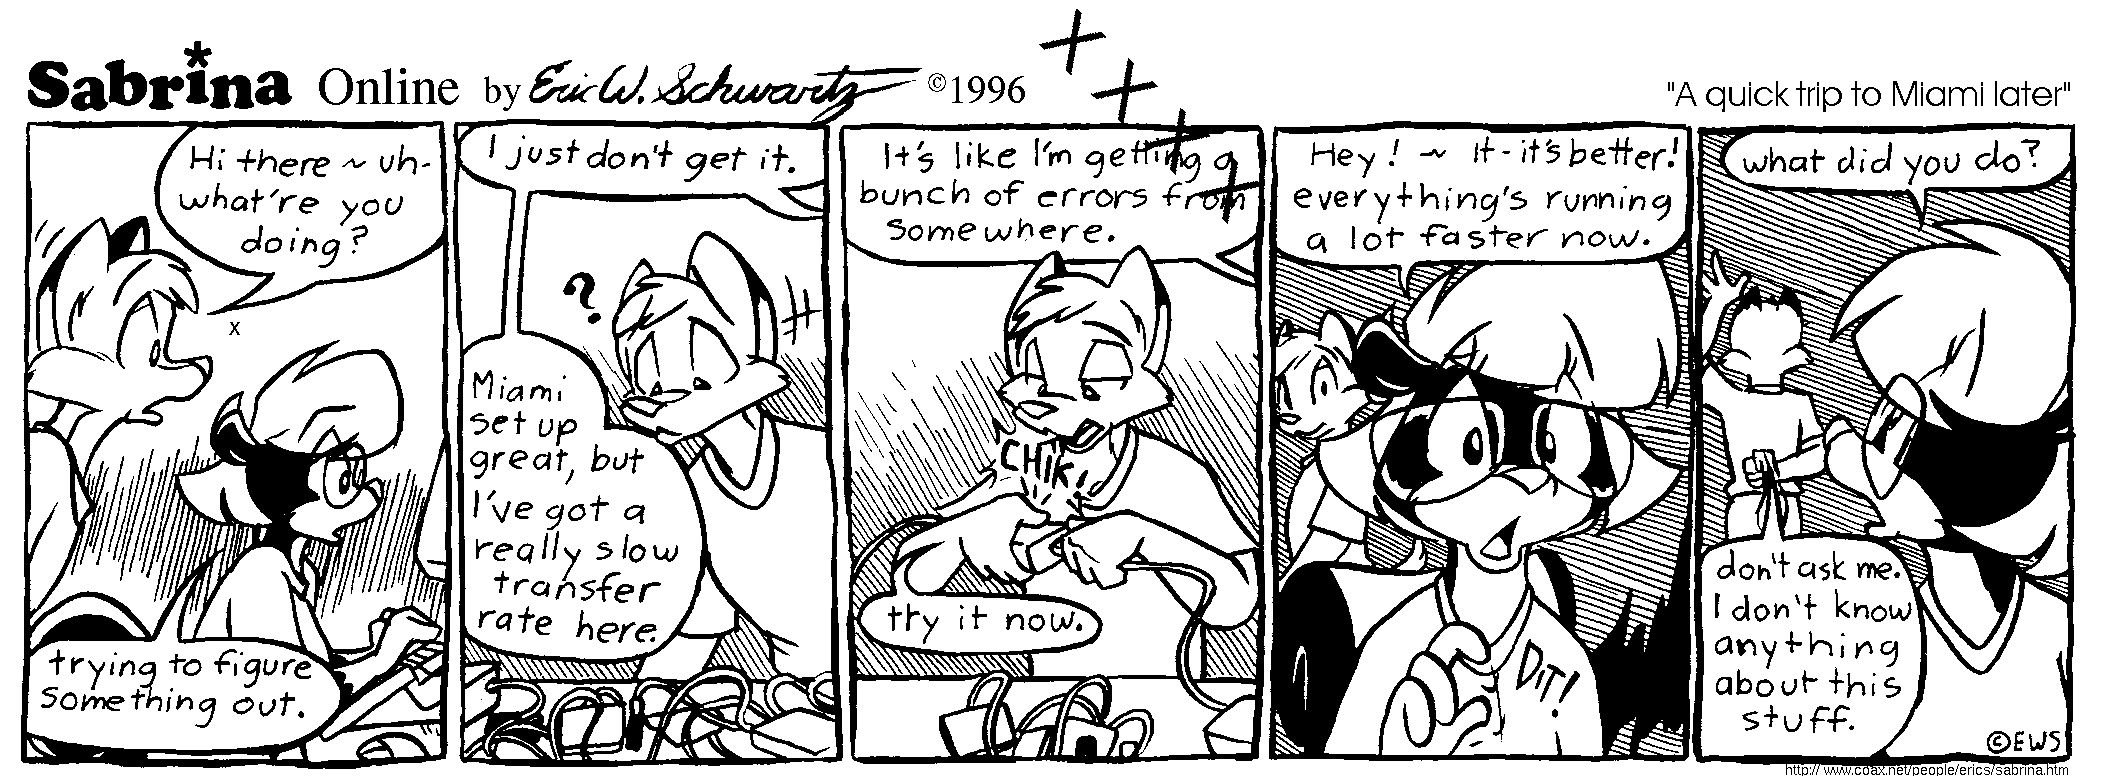 Sabrina Online by Eric W. Schwartz ©1996
"A quick trip to Miami later"
Hi there ~ uh-
what're you
doing?
x
trying to figure
something out.
I just don't get it.
?
Miami
set up
great, but
I've got a
really slow
transfer
rate here.
It's like I'm getting a
bunch of errors from
somewhere.
CHIK!
try it now.
Hey! ~ it-it's better!
everything's running
a lot faster now.
DIT!
what did you do?
don't ask me.
I don't know
anything
about this
stuff.
©EWS
http://www.coax.net/people/erics/sabrina.htm